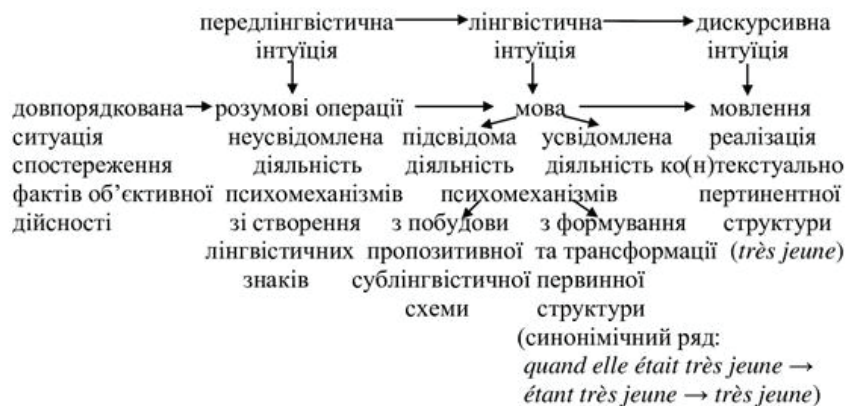 передлінгвістична → лінгвістична → дискурсивна
інтуїція інтуїція інтуїція
довпорядкована → розумові операції → мова → мовлення
ситуація неусвідомлена підсвідома усвідомлена реалізація
спостереження діяльність діяльність діяльність ко(н)текстуально
фактів об’єктивної психомеханізмів психомеханізмів пертинентної
дійсності зі створення з побудови з формування структури
лінгвістичних пропозитивної та трансформації (très jeune)
знаків сублінгвістичної первинної
схеми структури
(синонімічний ряд:
quand elle était très jeune →
étant très jeune → très jeune)